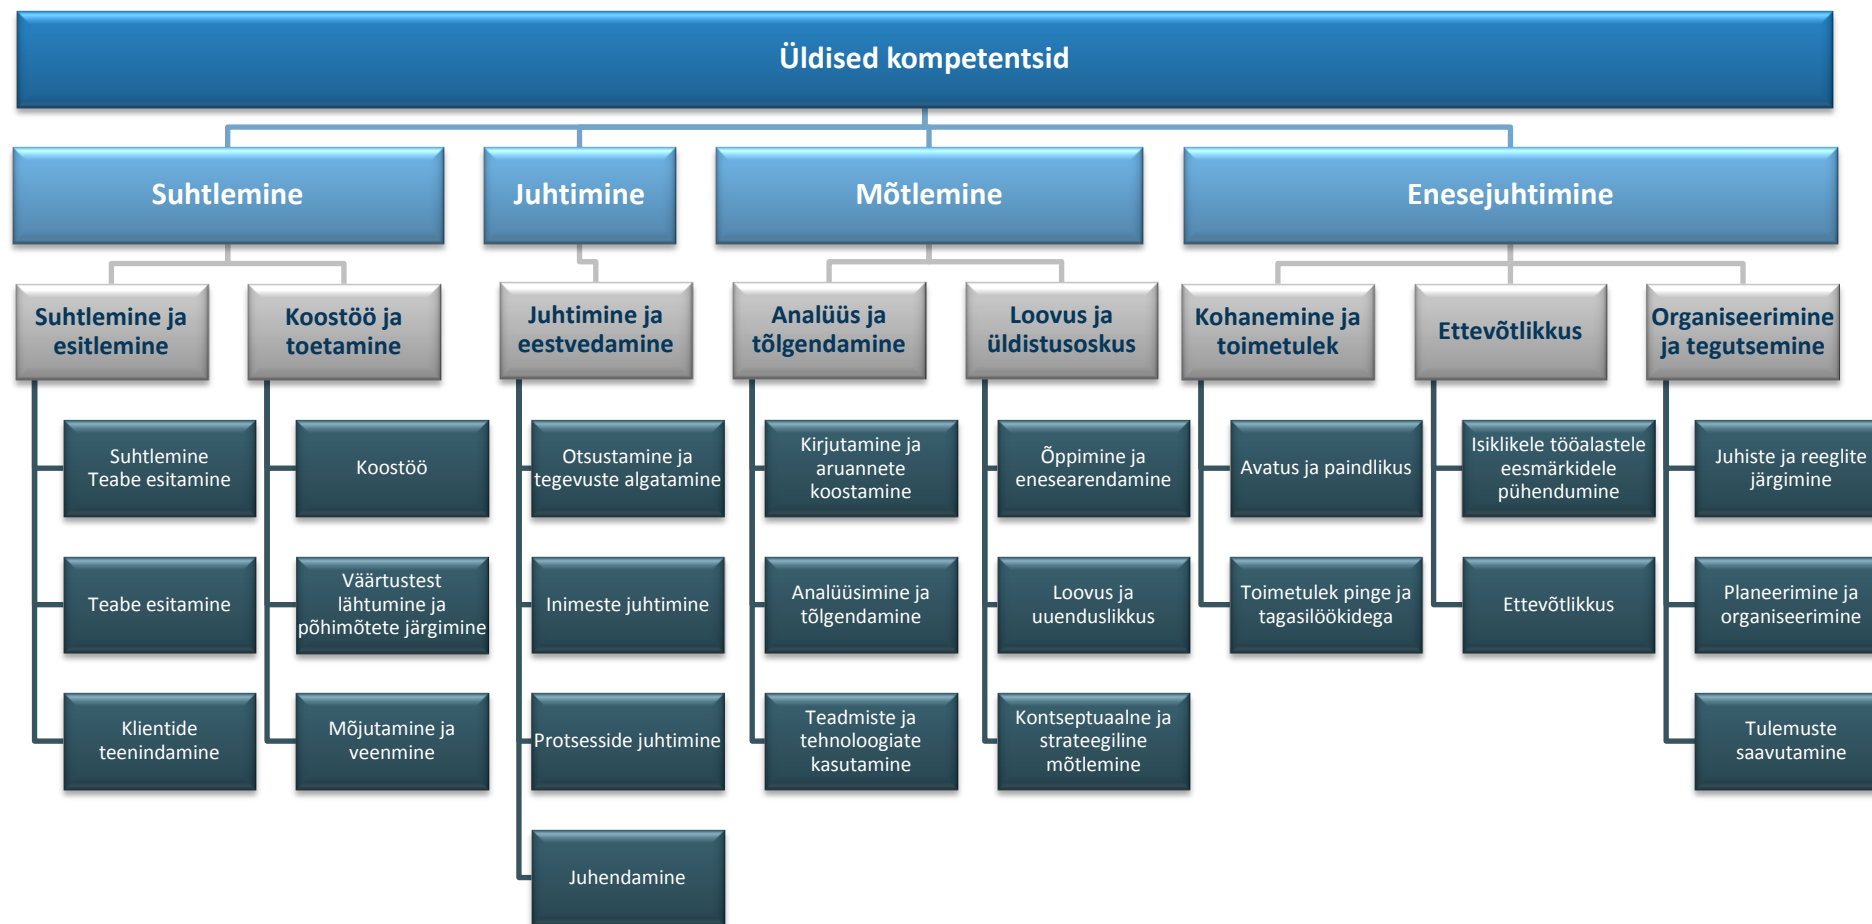 Üldised kompetentsid
Suhtlemine
Juhtimine
Mõtlemine
Enesejuhtimine
Suhtlemine ja
esitlemine
Koostöö ja
toetamine
Juhtimine ja
eestvedamine
Analüüs ja
tõlgendamine
Loovus ja
üldistusoskus
Kohanemine ja
toimetulek
Ettevõtlikkus
Organiseerimine
ja tegutsemine
Suhtlemine
Teabe esitamine
Teabe esitamine
Klientide
teenindamine
Koostöö
Väärtustest
lähtumine ja
põhimõtete järgimine
Mõjutamine ja
veenmine
Otsustamine ja
tegevuste algatamine
Inimeste juhtimine
Protsesside juhtimine
Juhendamine
Kirjutamine ja
aruannete
koostamine
Analüüsimine ja
tõlgendamine
Teadmiste ja
tehnoloogiate
kasutamine
Õppimine ja
enesearendamine
Loovus ja
uuenduslikkus
Kontseptuaalne ja
strateegiline
mõtlemine
Avatus ja paindlikus
Toimetulek pinge ja
tagasilöökidega
Isiklikele tööalastele
eesmärkidele
pühendumine
Ettevõtlikkus
Juhiste ja reeglite
järgimine
Planeerimine ja
organiseerimine
Tulemuste
saavutamine